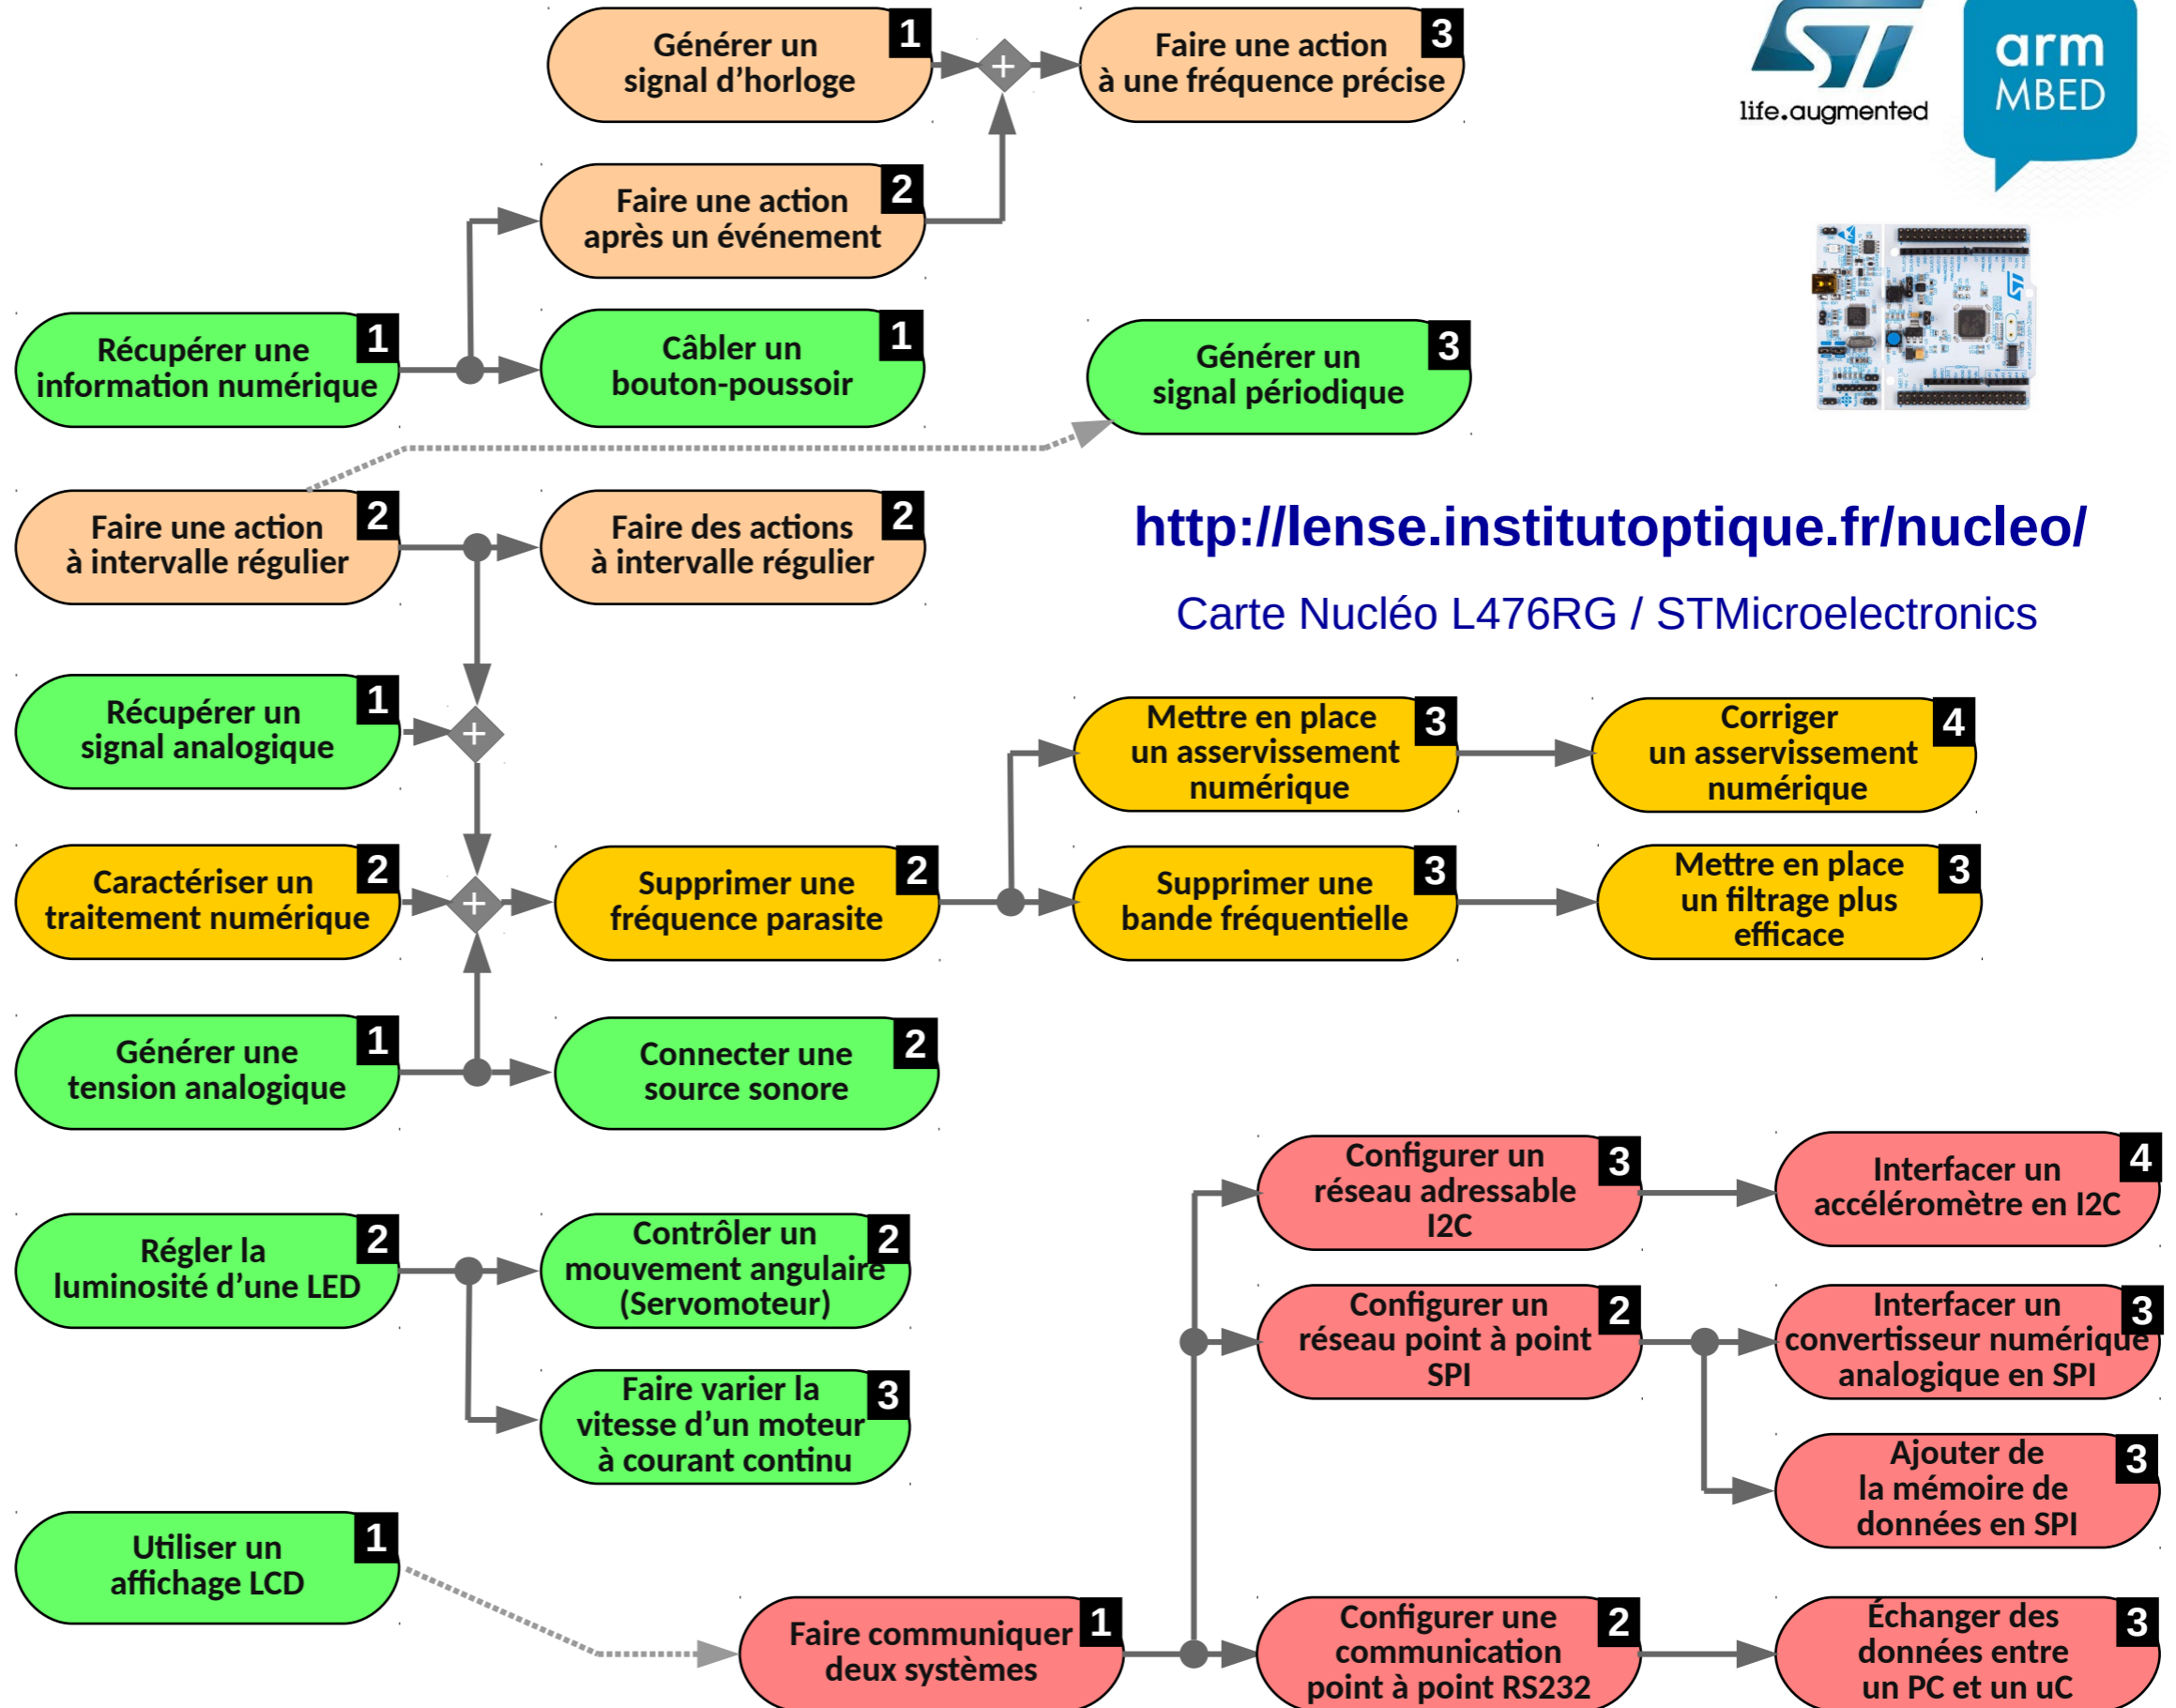 Générer un
signal d’horloge
1
Faire une action
à une fréquence précise
3
life.augmented
arm
MBED
Faire une action
après un événement
2
Récupérer une
information numérique
1
Câbler un
bouton-poussoir
1
Générer un
signal périodique
3
Faire une action
à intervalle régulier
2
Faire des actions
à intervalle régulier
2
http://lense.institutoptique.fr/nucleo/
Carte Nucléo L476RG / STMicroelectronics
Récupérer un
signal analogique
1
Mettre en place
un asservissement
numérique
3
Corriger
un asservissement
numérique
4
Caractériser un
traitement numérique
2
Supprimer une
fréquence parasite
2
Supprimer une
bande fréquentielle
3
Mettre en place
un filtrage plus
efficace
3
Générer une
tension analogique
1
Connecter une
source sonore
2
Configurer un
réseau adressable
I2C
3
Interfacer un
accéléromètre en I2C
4
Régler la
luminosité d’une LED
2
Contrôler un
mouvement angulaire
(Servomoteur)
2
Configurer un
réseau point à point
SPI
2
Interfacer un
convertisseur numérique
analogique en SPI
3
Faire varier la
vitesse d’un moteur
à courant continu
3
Ajouter de
la mémoire de
données en SPI
3
Utiliser un
affichage LCD
1
Faire communiquer
deux systèmes
1
Configurer une
communication
point à point RS232
2
Échanger des
données entre
un PC et un uC
3